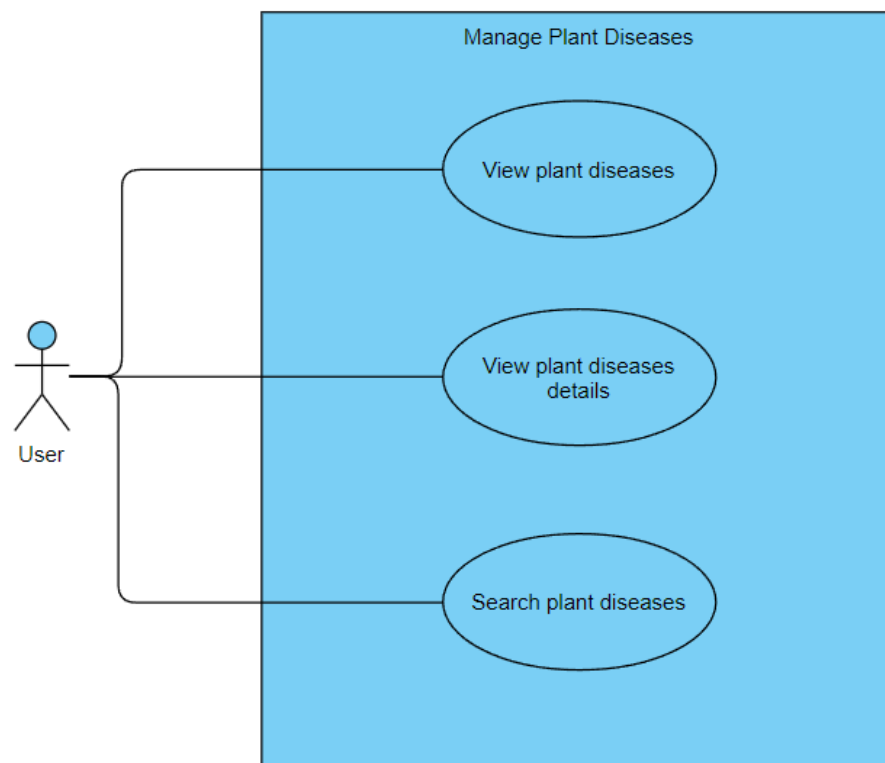 Manage Plant Diseases
View plant diseases
View plant diseases
details
User
Search plant diseases